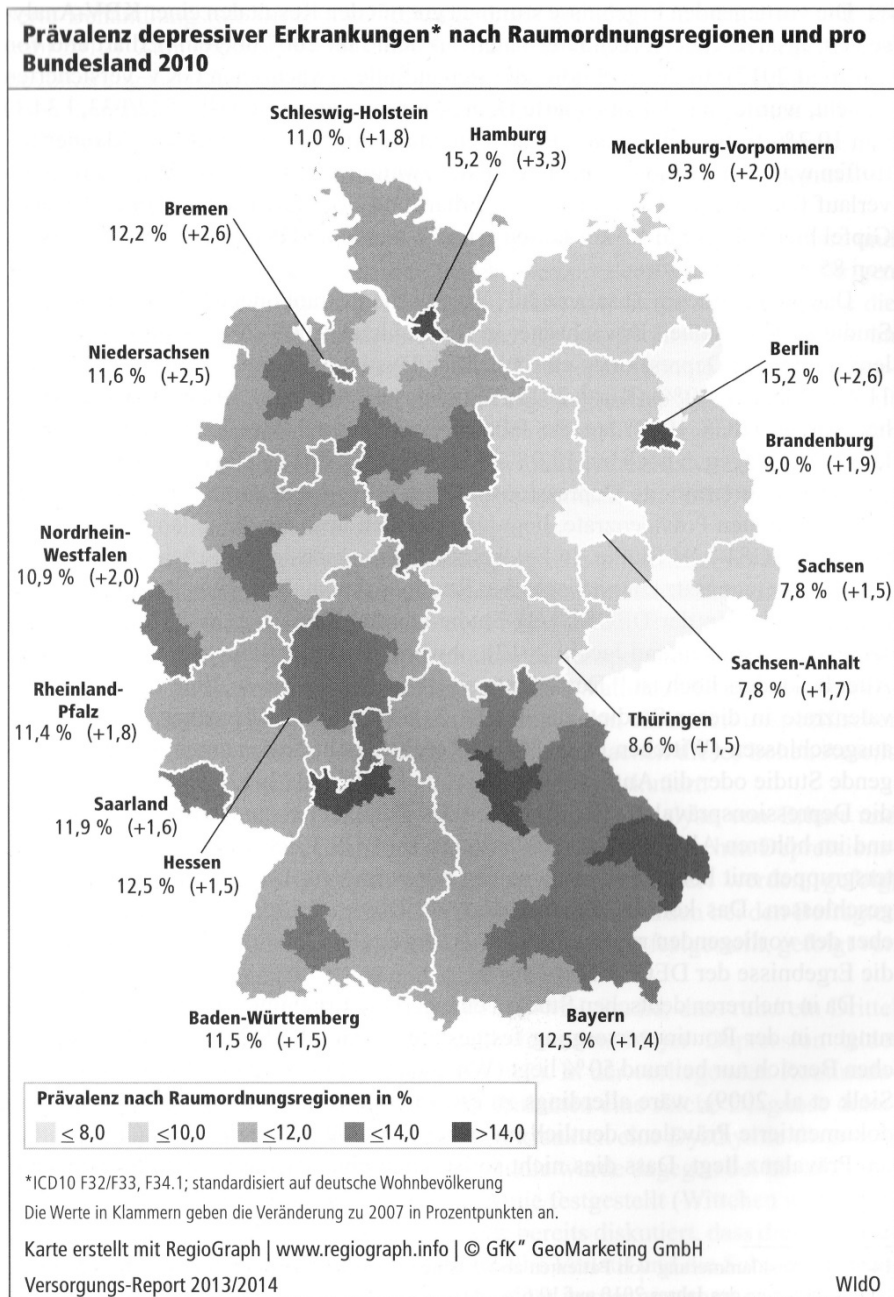 Prävalenz depressiver Erkrankungen* nach Raumordnungsregionen und pro
Bundesland 2010
Schleswig-Holstein
11,0 % (+1,8)
Hamburg
15,2 % (+3,3)
Mecklenburg-Vorpommern
9,3 % (+2,0)
Bremen
12,2 % (+2,6)
Niedersachsen
11,6 % (+2,5)
Berlin
15,2 % (+2,6)
Brandenburg
9,0 % (+1,9)
Nordrhein-
Westfalen
10,9 % (+2,0)
Sachsen
7,8 % (+1,5)
Sachsen-Anhalt
7,8 % (+1,7)
Rheinland-
Pfalz
11,4 % (+1,8)
Thüringen
8,6 % (+1,5)
Saarland
11,9 % (+1,6)
Hessen
12,5 % (+1,5)
Baden-Württemberg
11,5 % (+1,5)
Bayern
12,5 % (+1,4)
Prävalenz nach Raumordnungsregionen in %
≤ 8,0 ≤10,0 ≤12,0 ≤14,0 >14,0
*ICD10 F32/F33, F34.1; standardisiert auf deutsche Wohnbevölkerung
Die Werte in Klammern geben die Veränderung zu 2007 in Prozentpunkten an.
Karte erstellt mit RegioGraph | www.regiograph.info | © GfK" GeoMarketing GmbH
Versorgungs-Report 2013/2014 WIdO